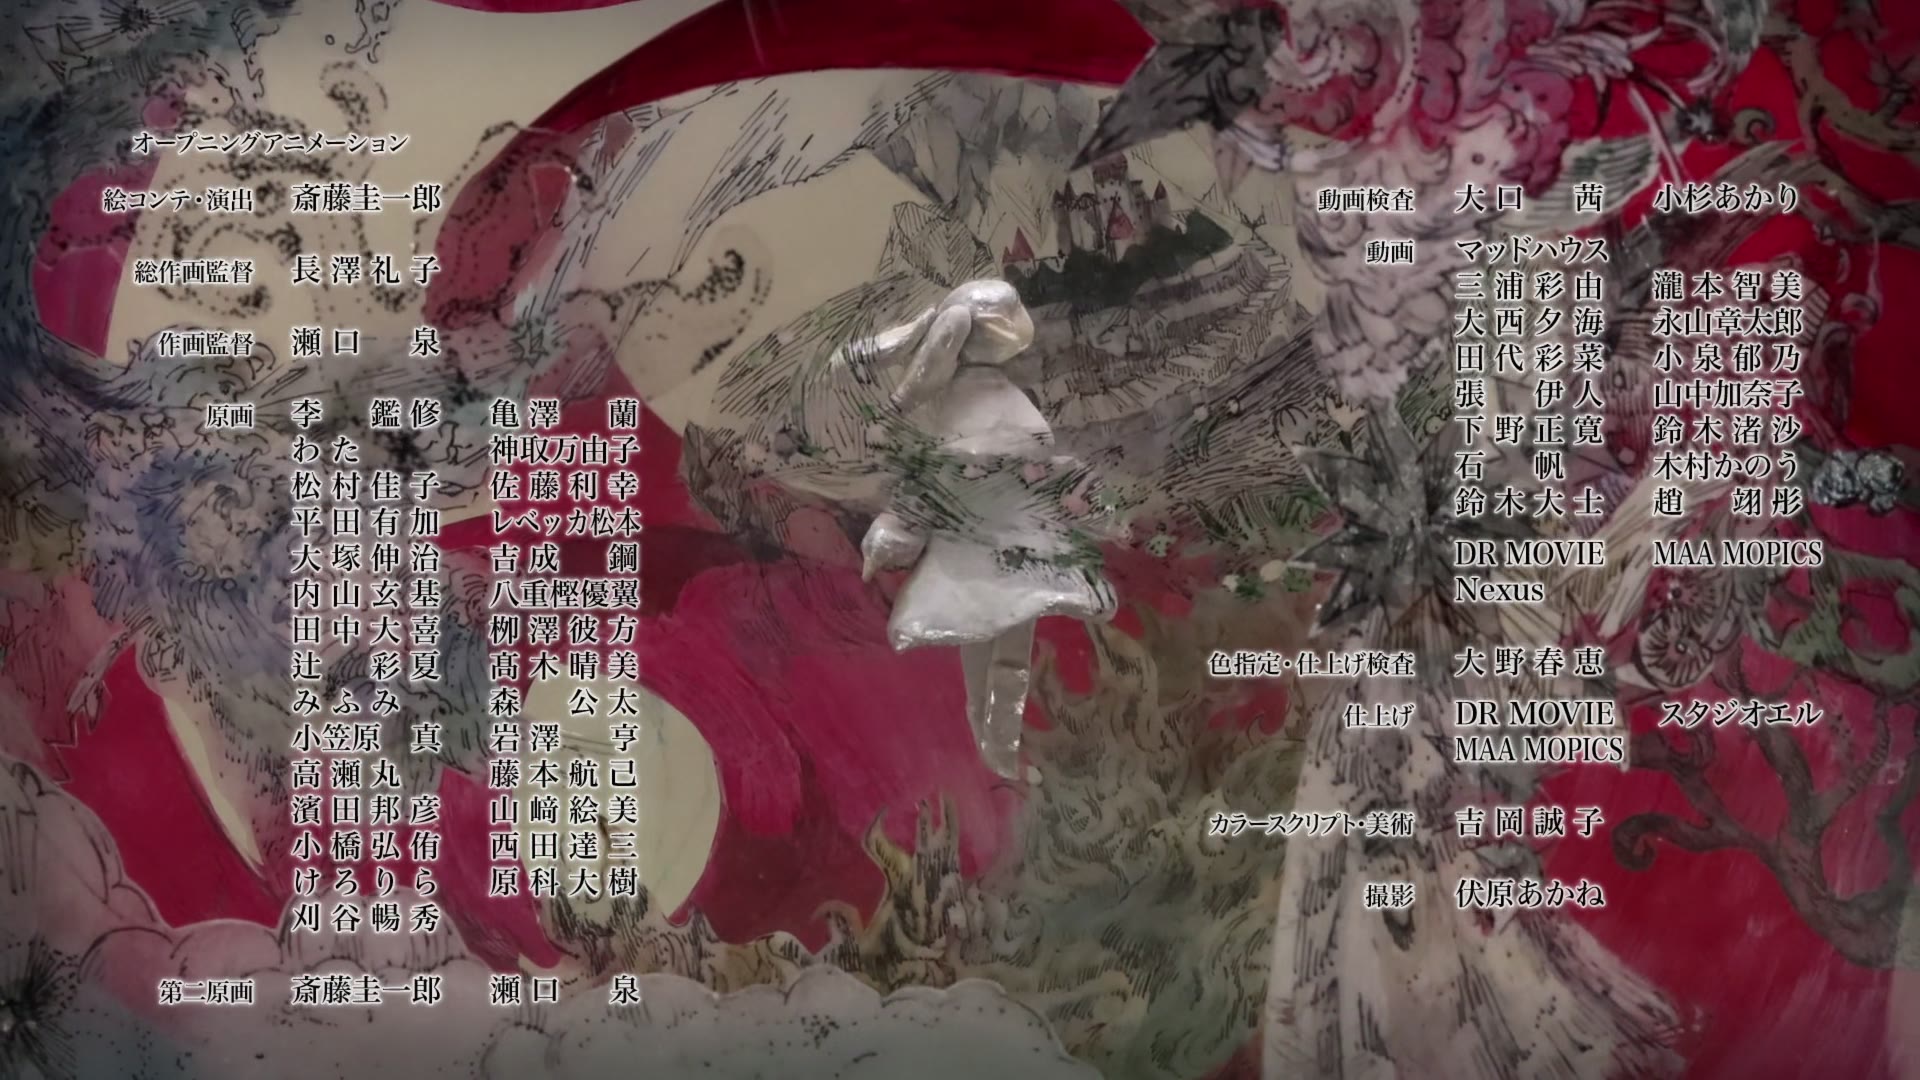 オープニングアニメーション
絵コンテ・演出 斎藤圭一郎
総作画監督 長澤礼子
作画監督 瀬口 泉
原画 李 鑑修 亀澤 蘭
わた 神取万由子
松村佳子 佐藤利幸
平田有加 レベッカ松本
大塚伸治 吉成 鋼
内山玄基 八重樫優翼
田中大喜 栁澤彼方
辻 彩夏 髙木晴美
みふみ 森 公太
小笠原 真 岩澤 亨
高瀬丸 藤本航己
濱田邦彦 山﨑絵美
小橋弘侑 西田達三
けろりら 原科大樹
刈谷暢秀
第二原画 斎藤圭一郎 瀬口 泉
動画検査 大口 茜 小杉あかり
動画 マッドハウス
三浦彩由 瀧本智美
大西夕海 永山章太郎
田代彩菜 小泉郁乃
張 伊人 山中加奈子
下野正寛 鈴木渚沙
石 帆 木村かのう
鈴木大士 趙 翊彤
DR MOVIE MAA MOPICS
Nexus
色指定・仕上げ検査 大野春恵
仕上げ DR MOVIE スタジオエル
MAA MOPICS
カラースクリプト・美術 吉岡誠子
撮影 伏原あかね